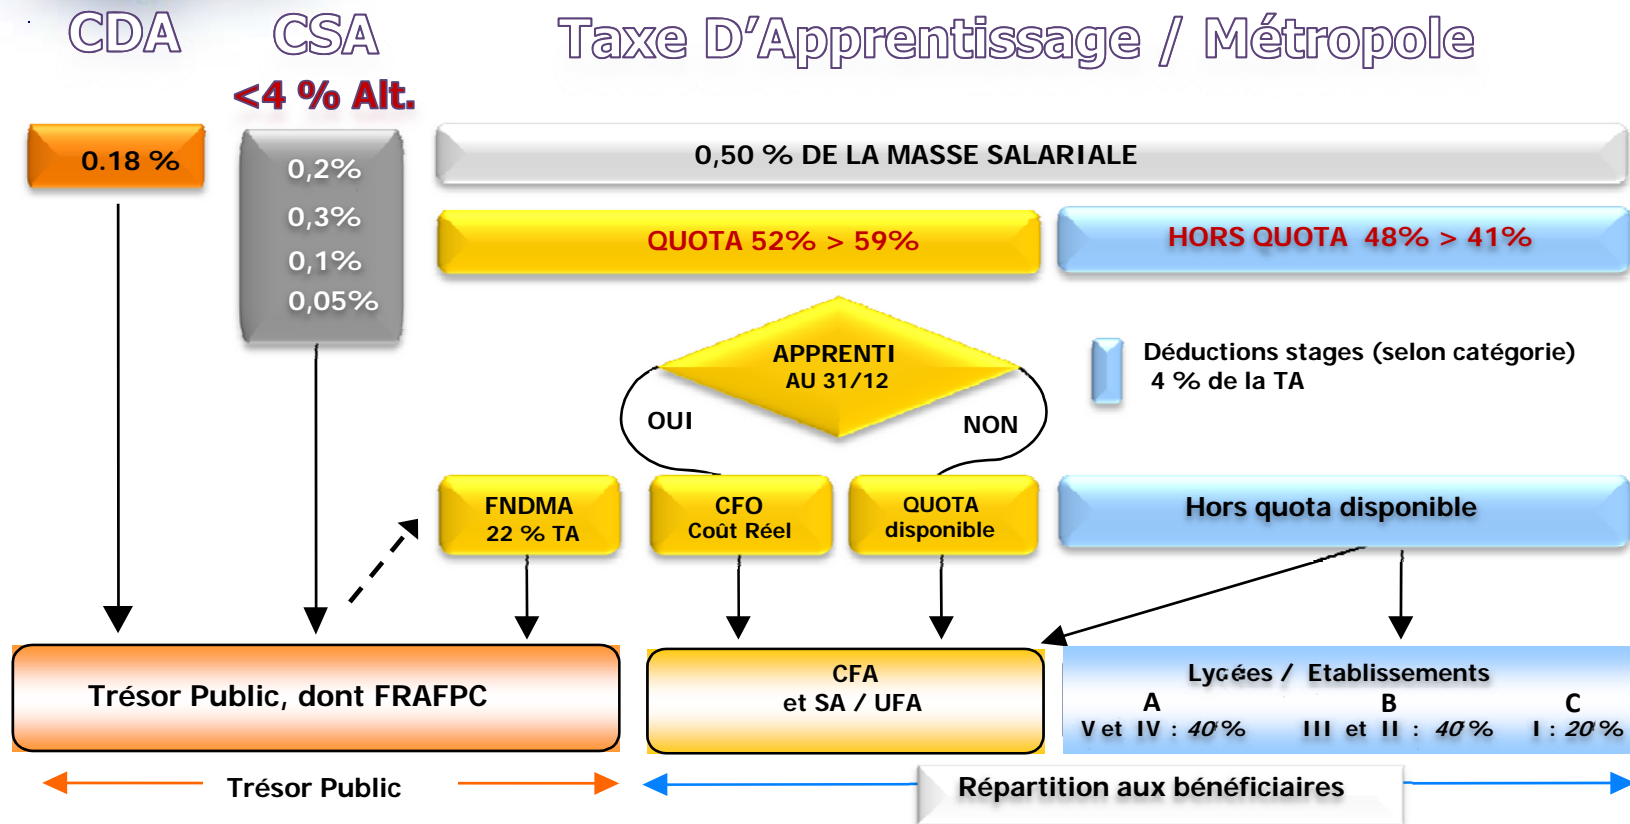 CDA
CSA
Taxe D’Apprentissage / Métropole
<4 % Alt.
0.18 %
0,2%
0,3%
0,1%
0,05%
0,50 % DE LA MASSE SALARIALE
QUOTA 52% > 59%
HORS QUOTA 48% > 41%
APPRENTI
AU 31/12
Déductions stages (selon catégorie)
4 % de la TA
OUI
NON
FNDMA
22 % TA
CFO
Coût Réel
QUOTA
disponible
Hors quota disponible
Trésor Public, dont FRAFPC
CFA
et SA / UFA
Lycées / Etablissements
A B C
V et IV : 40% III et II : 40% I : 20%
Trésor Public
Répartition aux bénéficiaires